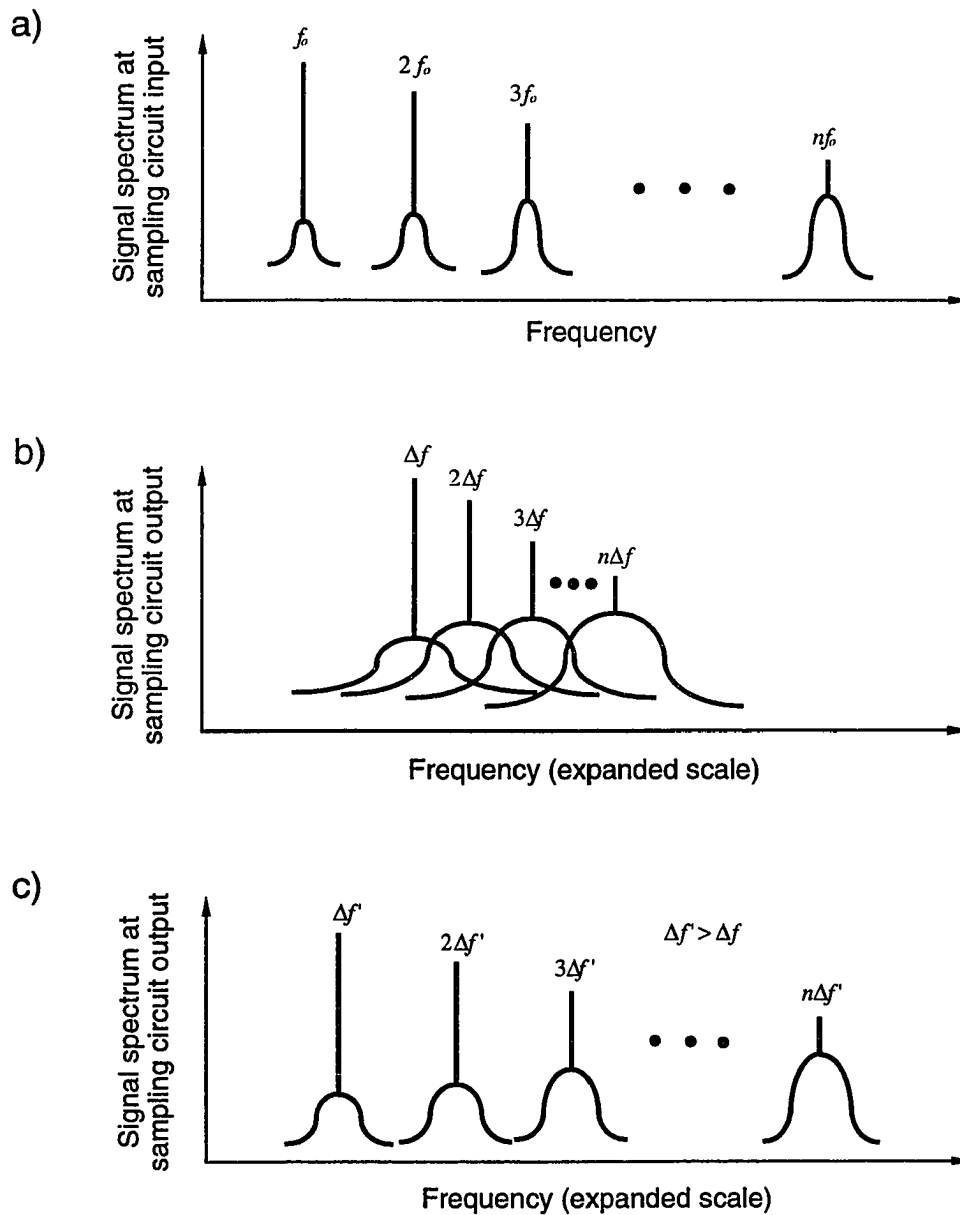 a)
Signal spectrum at
sampling circuit input
fo
2fo
3fo
nfo
Frequency
b)
Signal spectrum at
sampling circuit output
Δf
2Δf
3Δf
nΔf
Frequency (expanded scale)
c)
Signal spectrum at
sampling circuit output
Δf'
2Δf'
3Δf'
Δf' > Δf
nΔf'
Frequency (expanded scale)